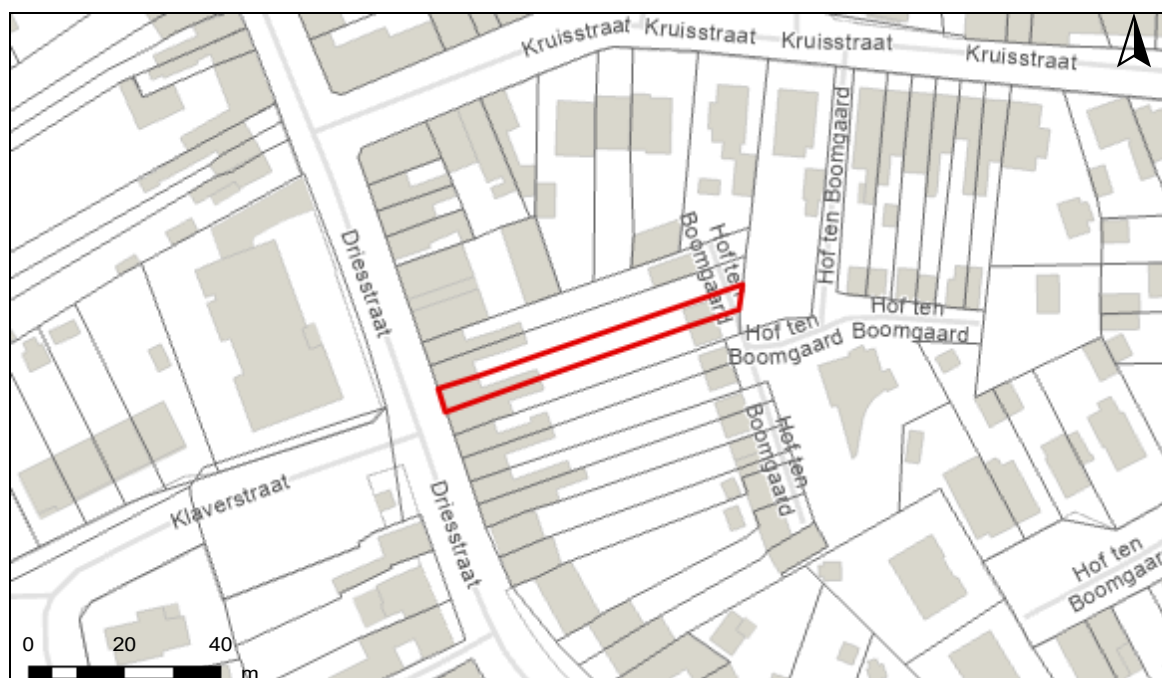 Kruisstraat
Kruisstraat
Kruisstraat
Kruisstraat
Hof ten Boomgaard
Driesstraat
Hof ten
Boomgaard
Hof ten
Boomgaard
Hof ten
Boomgaard
Hof ten
Boomgaard
Klaverstraat
Driesstraat
Hof ten
Boomgaar
0 20 40
m